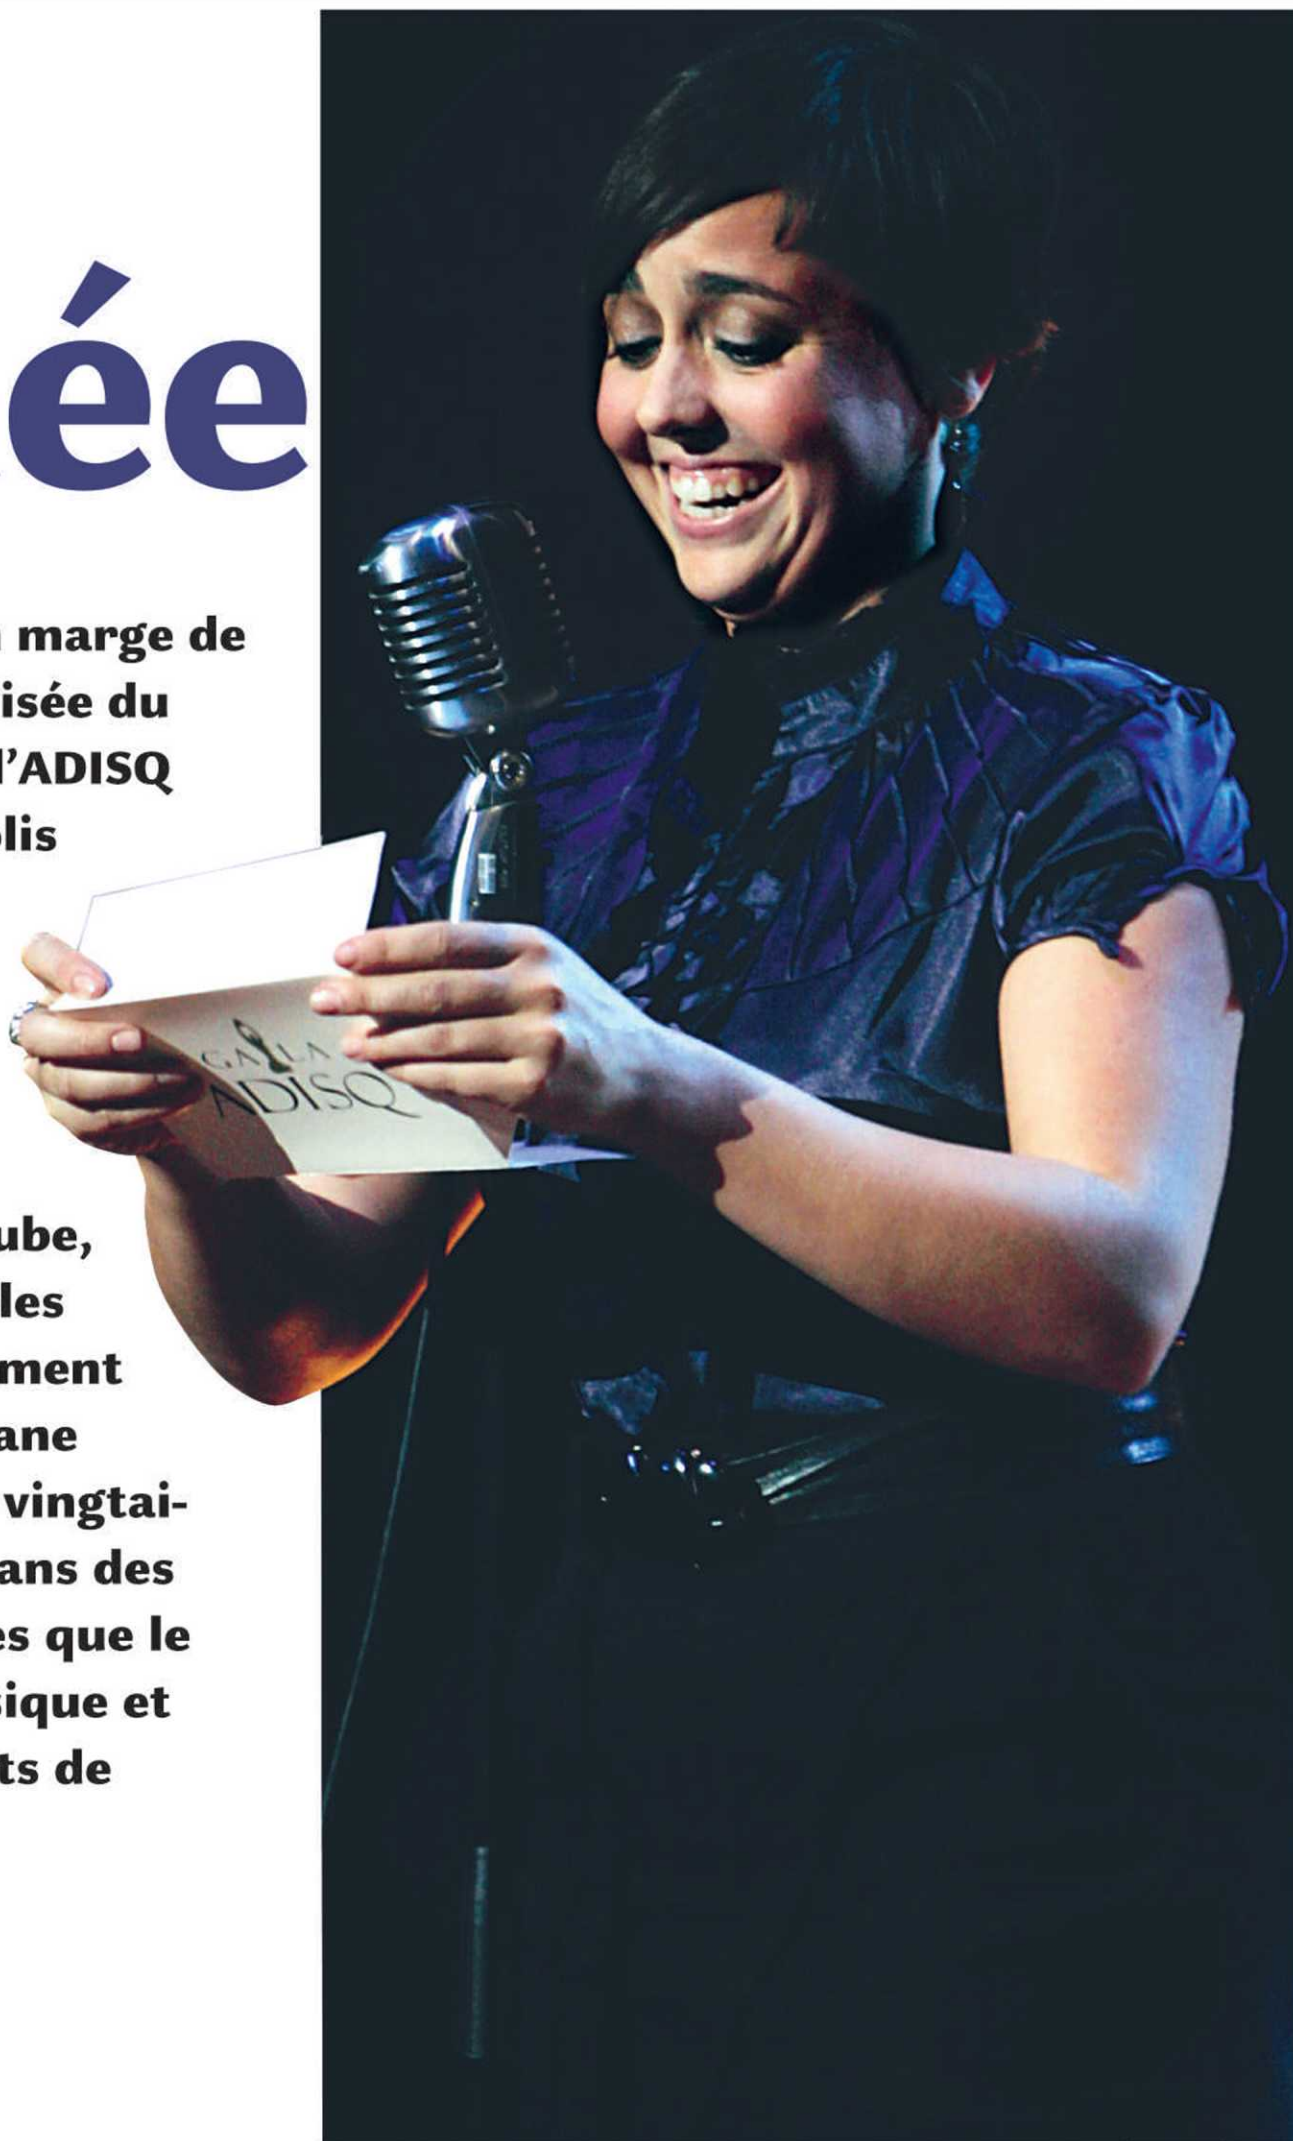 ée
marge de
isée du
l'ADISQ
lis
GALA
ADISQ
ube,
les
ment
ane
vingtai-
ans des
es que le
sique et
ts de